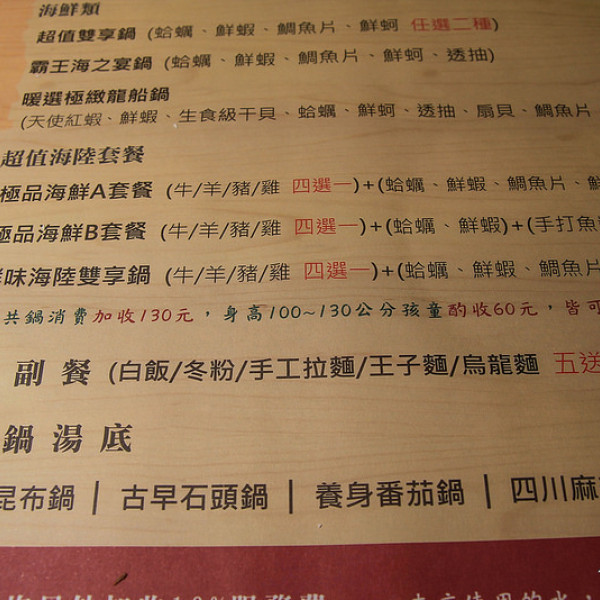 海鮮類
超值雙享鍋 (蛤蠣、鮮蝦、鯛魚片、鮮蚵 任選二種)
霸王海之宴鍋 (蛤蠣、鮮蝦、鯛魚片、鮮蚵、透抽)
暖選極緻龍船鍋
(天使紅蝦、鮮蝦、生食級干貝、蛤蠣、鮮蚵、透抽、扇貝、鯛魚片
超值海陸套餐
極品海鮮A套餐 (牛/羊/豬/雞 四選一)+(蛤蠣、鮮蝦、鯛魚片、
極品海鮮B套餐 (牛/羊/豬/雞 四選一)+(蛤蠣、鮮蝦)+(手打魚
味海陸雙享鍋 (牛/羊/豬/雞 四選一)+(蛤蠣、鮮蝦、鯛魚片
共鍋消費加收130元，身高100~130公分孩童酌收60元，皆可
副餐 (白飯/冬粉/手工拉麵/王子麵/烏龍麵 五送
鍋湯底
昆布鍋 | 古早石頭鍋 | 養身番茄鍋 | 四川麻